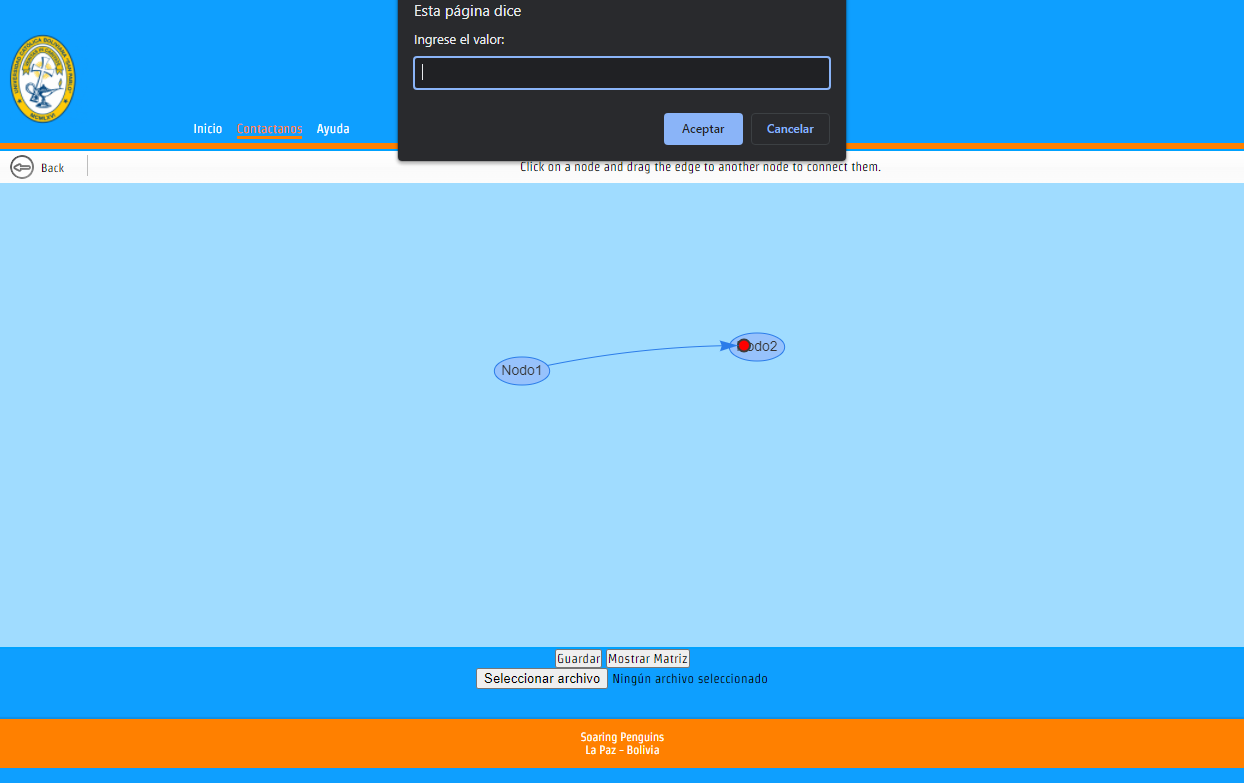 Esta página dice
Ingrese el valor:
Aceptar
Cancelar
Inicio
Contactanos
Ayuda
Back
Click on a node and drag the edge to another node to connect them.
Nodo1
odo2
Guardar
Mostrar Matriz
Seleccionar archivo
Ningún archivo seleccionado
Soaring Penguins
La Paz - Bolivia